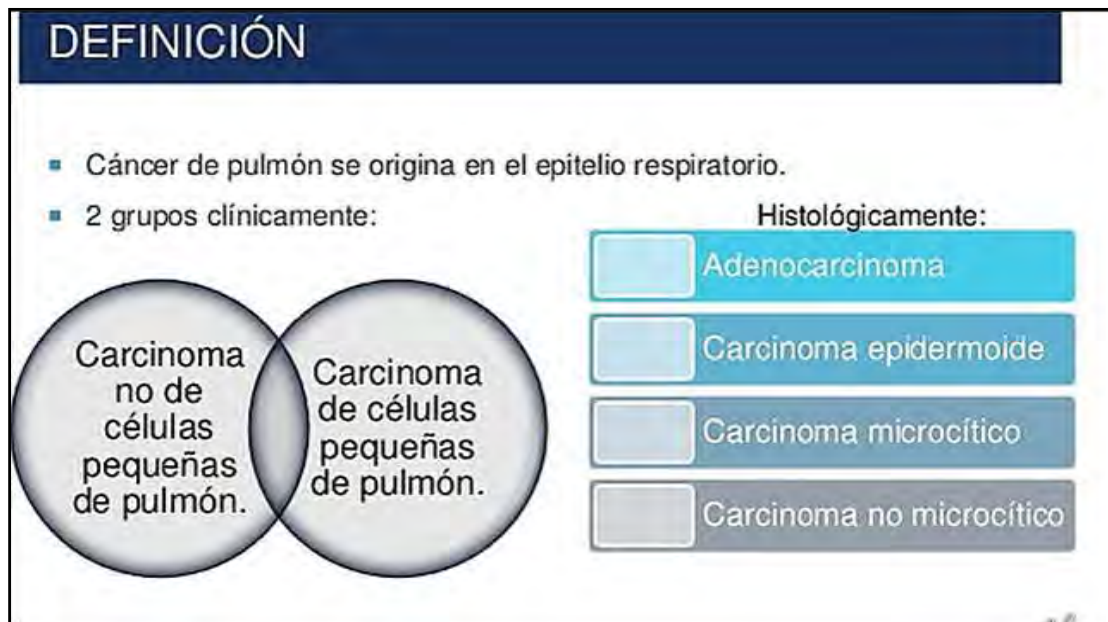 DEFINICIÓN
▪ Cáncer de pulmón se origina en el epitelio respiratorio.
▪ 2 grupos clínicamente:
Carcinoma
no de
células
pequeñas
de pulmón.
Carcinoma
de células
pequeñas
de pulmón.
Histológicamente:
Adenocarcinoma
Carcinoma epidermoide
Carcinoma microcítico
Carcinoma no microcítico